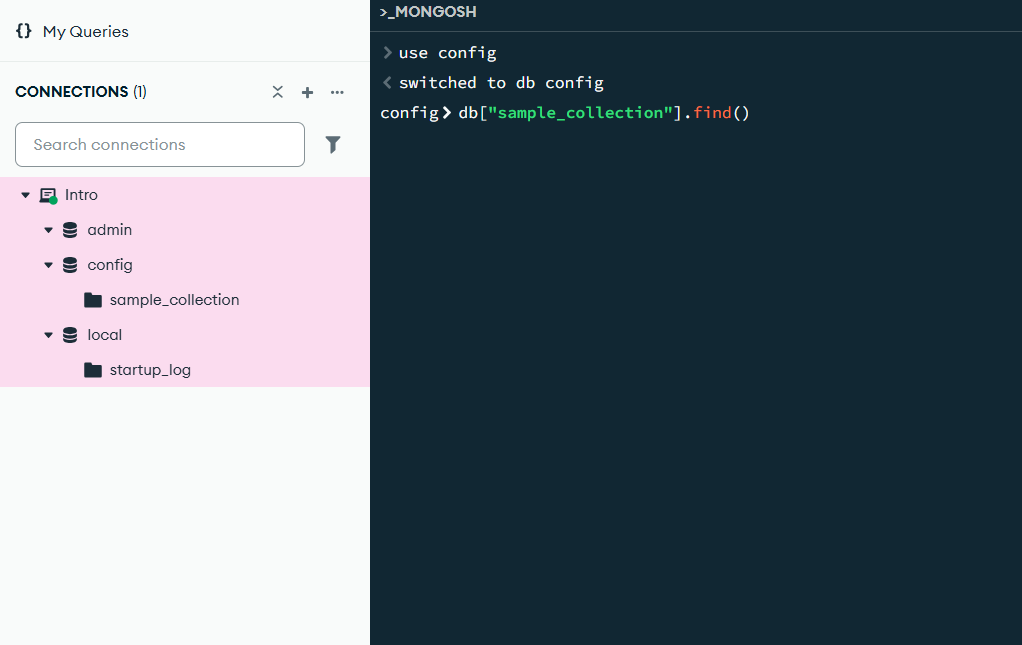 {} My Queries
CONNECTIONS (1)
Search connections
Intro
admin
config
sample_collection
local
startup_log
>_MONGOSH
> use config
< switched to db config
config> db["sample_collection"].find()